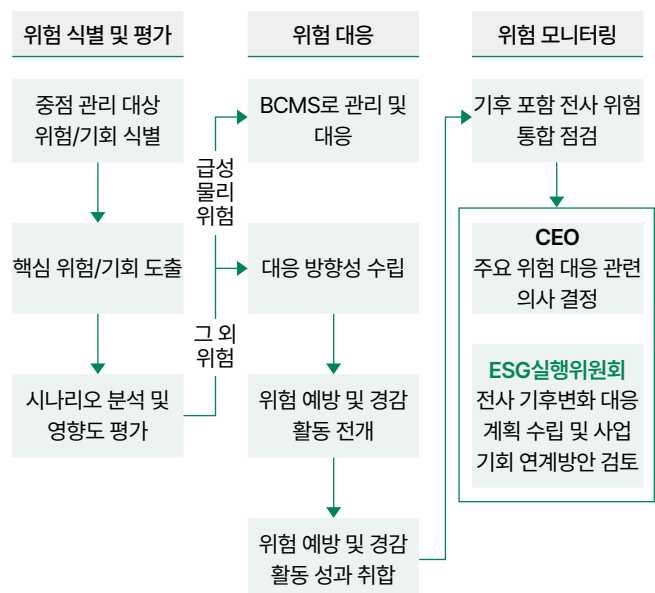 위험 식별 및 평가
중점 관리 대상
위험/기회 식별
핵심 위험/기회 도출
시나리오 분석 및
영향도 평가
급성
물리
위험
그 외
위험
위험 대응
BCMS로 관리 및
대응
대응 방향성 수립
위험 예방 및 경감
활동 전개
위험 예방 및 경감
활동 성과 취합
위험 모니터링
기후 포함 전사 위험
통합 점검
CEO
주요 위험 대응 관련
의사 결정
ESG실행위원회
전사 기후변화 대응
계획 수립 및 사업
기회 연계방안 검토